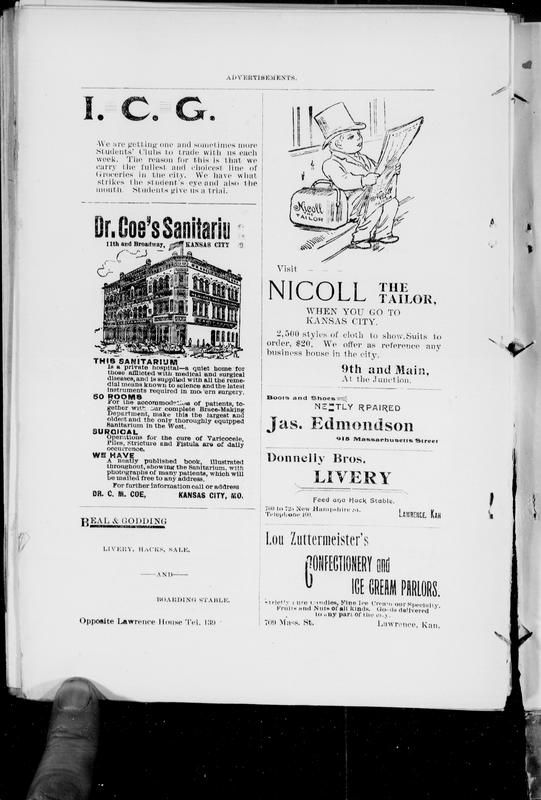 ADVERTISEMENTS.
I. C. G.
We are getting one and sometimes more
Students' Clubs to trade with us each
week. The reason for this is that we
carry the fullest and choicest line of
Groceries in the city. We have what
strikes the student's eye and also the
mouth. Students give us a trial.
Dr. Coe's Sanitariu
11th and Broadway, KANSAS CITY
THIS SANITARIUM
Is a private hospital—a quiet home for
those afflicted with medical and surgical
diseases, and is supplied with all the reme-
dial means known to science and the latest
instruments required in modern surgery.
50 ROOMS
For the accommodation of patients, to-
gether with our complete Brace-Making
Department, make this the largest and
oldest and the only thoroughly equipped
Sanitarium in the West.
SURGICAL
Operations for the cure of Varicocele,
Piles, Stricture and Fistula are of daily
occurrence.
WE HAVE
A neatly published book, illustrated
throughout, showing the Sanitarium, with
photographs of many patients, which will
be mailed free to any address.
For further information call or address
DR. C. M. COE, KANSAS CITY, MO.
BEAL & GODDING
LIVERY, HACKS, SALE,
—AND—
BOARDING STABLE.
Opposite Lawrence House Tel. 139
Nicoll
THE
TAILOR
Visit
NICOLL THE
TAILOR,
WHEN YOU GO TO
KANSAS CITY.
2,500 styles of cloth to show. Suits to
order, $20. We offer as reference any
business house in the city.
9th and Main,
At the Junction.
Boots and Shoes
NEETLY RPAIRED
Jas. Edmondson
918 Massarhusetts Street
Donnelly Bros.
LIVERY
Feed and Hack Stable.
700 to 725 New Hampshire St.
Telephone 100. LAWRENCE, KAN
Lou Zuttermeister's
CONFECTIONERY and
ICE CREAM PARLORS.
Strictly Pure Candies, Fine Ice Cream our Specialty.
Fruits and Nuts of all kinds. Goods delivered
to any part of the city.
709 Mass. St. Lawrence, Kan.